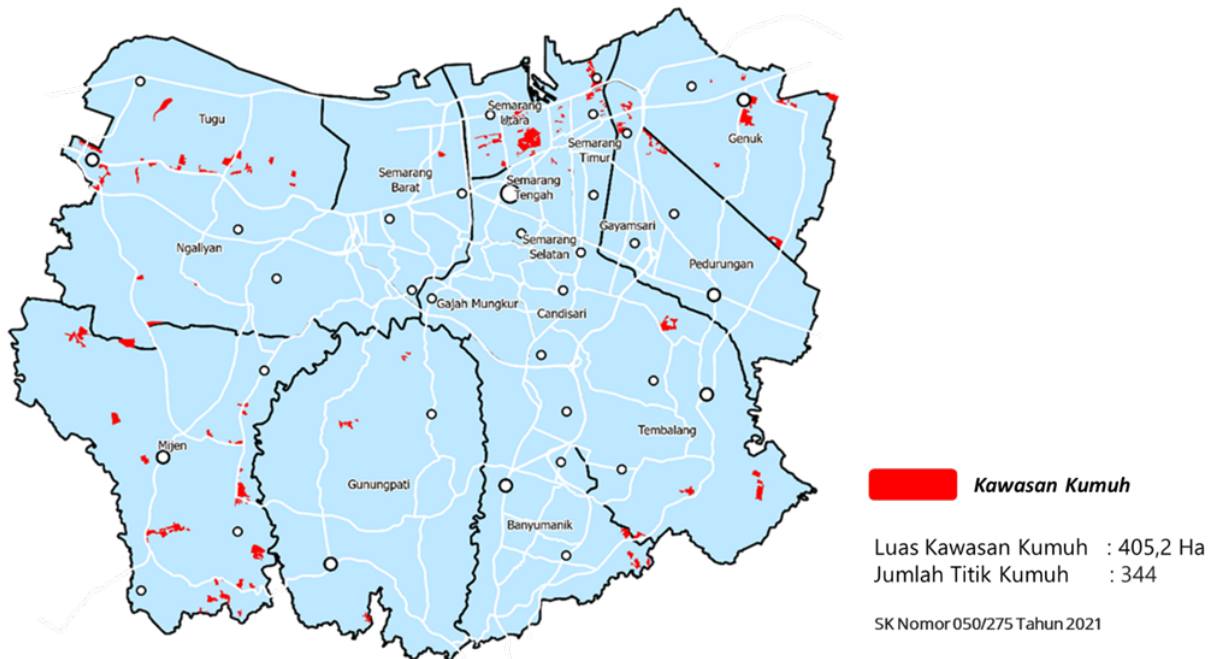 Tugu
Semarang
Utara
Genuk
Semarang
Timur
Semarang
Barat
Semarang
Tengah
Ngaliyan
Semarang
Selatan
Gayamsari
Pedurungan
Gajah Mungkur
Candisari
Mijen
Tembalang
Gunungpati
Banyumanik
Kawasan Kumuh
Luas Kawasan Kumuh : 405,2 Ha
Jumlah Titik Kumuh : 344
SK Nomor 050/275 Tahun 2021